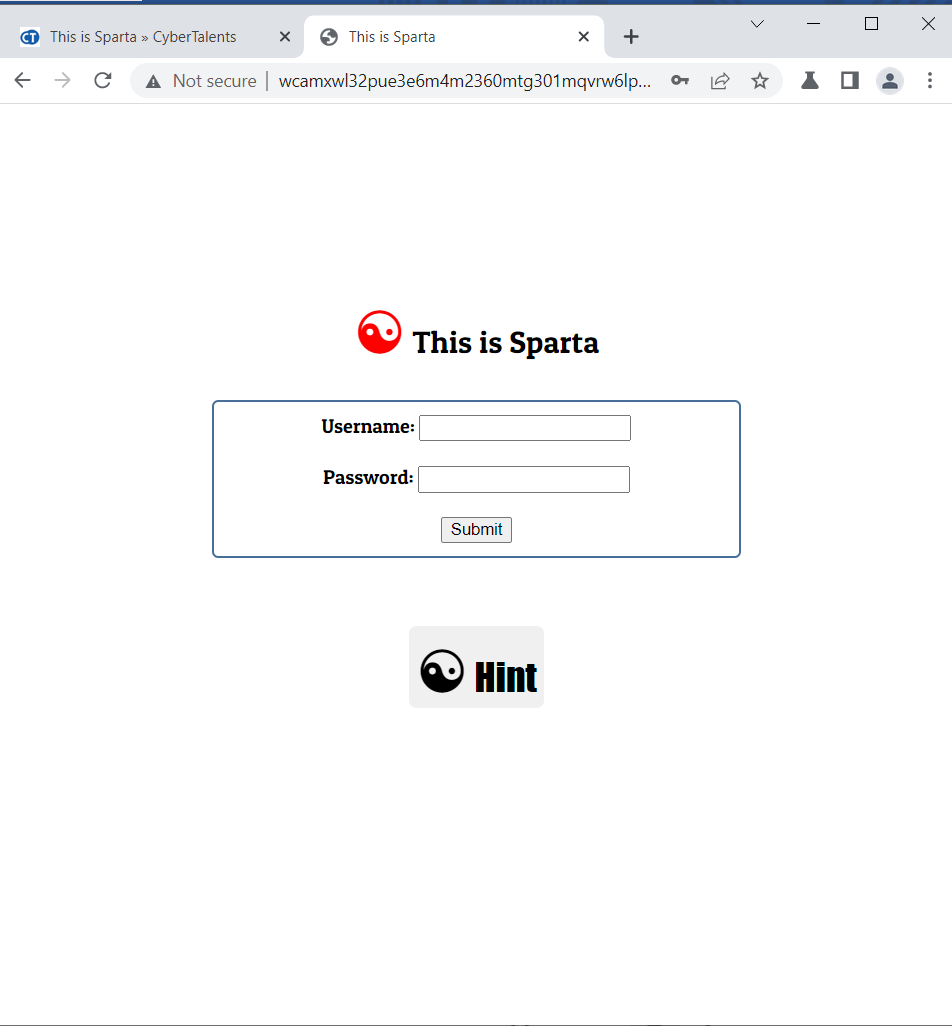 This is Sparta » CyberTalents
This is Sparta
Not secure | wcamxwl32pue3e6m4m2360mtg301mqvrw6lp...
This is Sparta
Username:
Password:
Submit
Hint